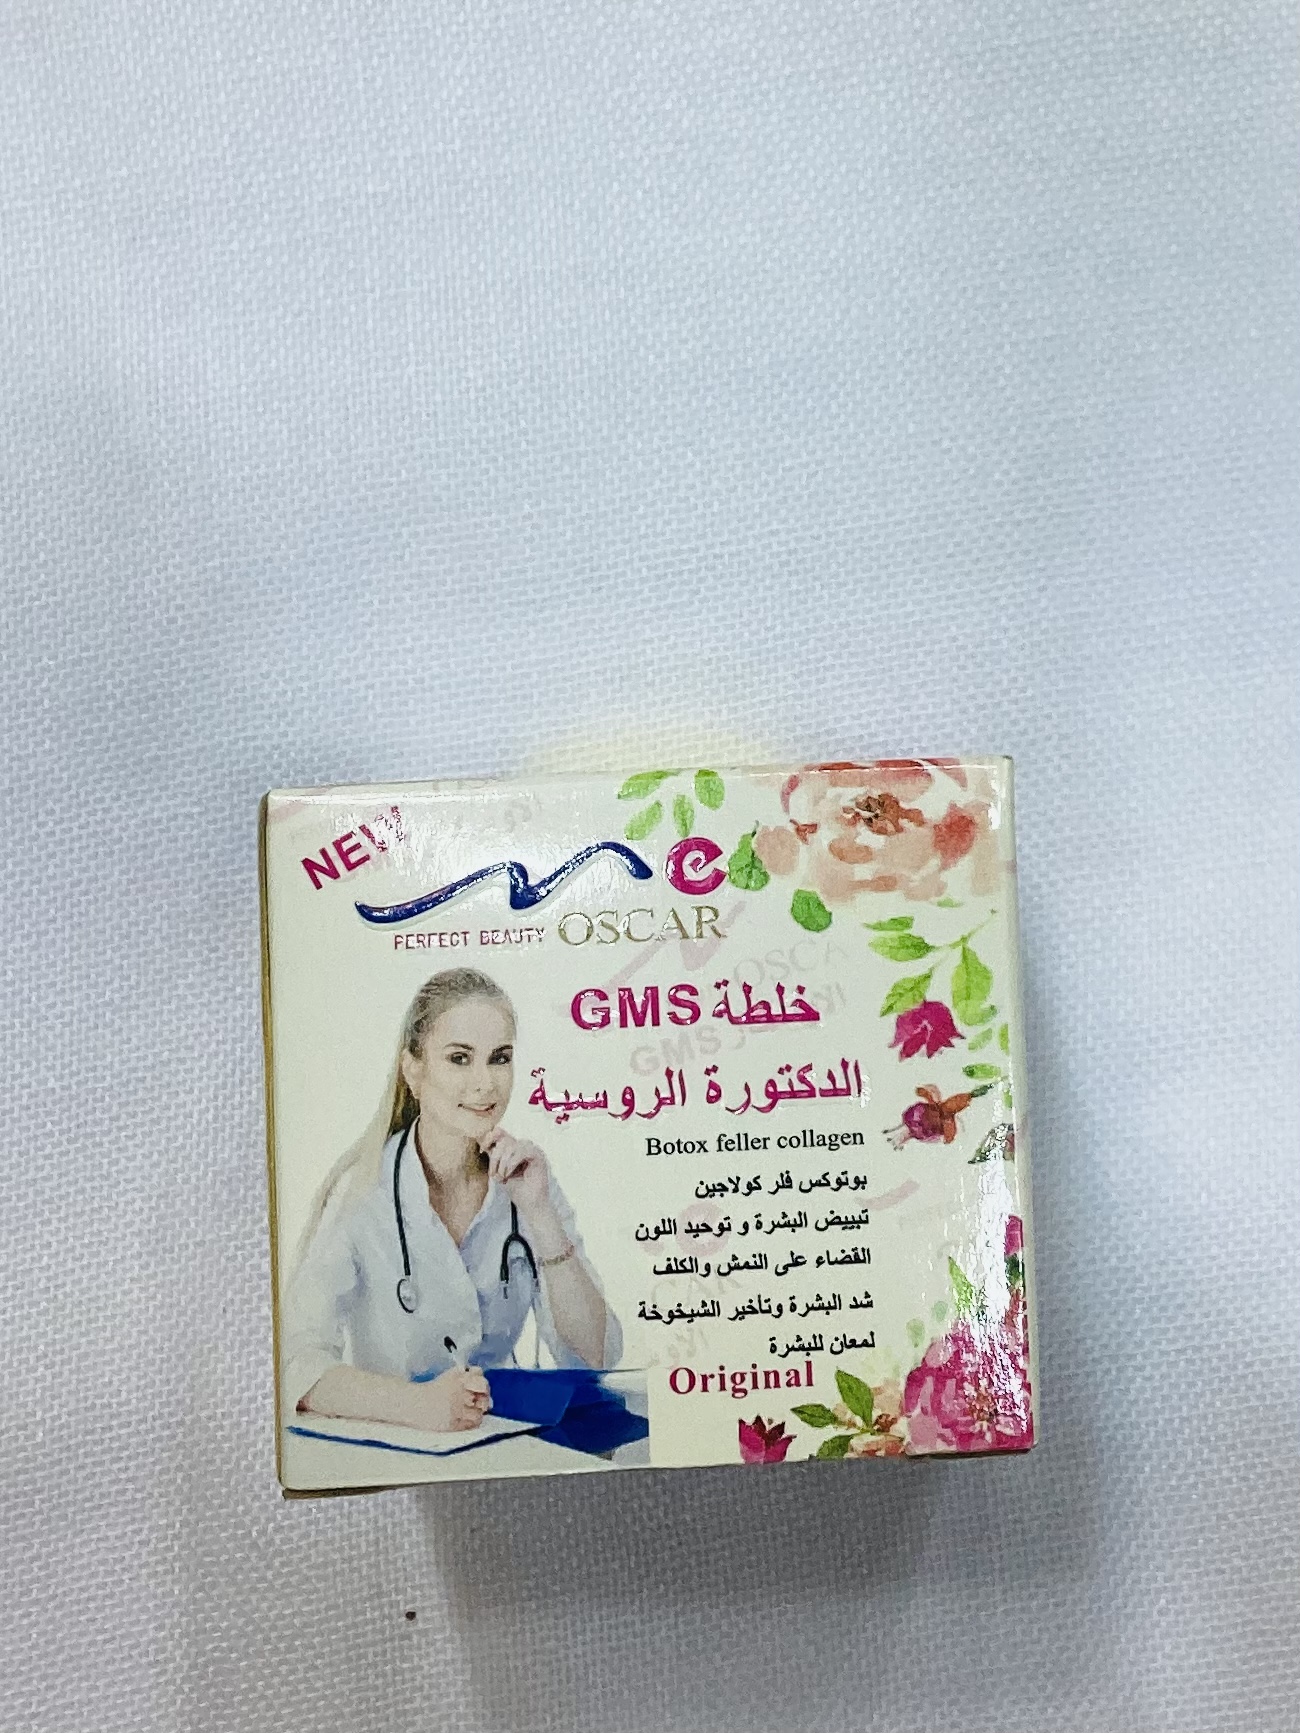 NEW
me
PERFECT BEAUTY OSCAR
خلطة GMS
الدكتورة الروسية
Botox feller collagen
بوتوكس فلر كولاجين
تبييض البشرة و توحيد اللون
القضاء على النمش والكلف
شد البشرة وتأخير الشيخوخة
لمعان للبشرة
Original